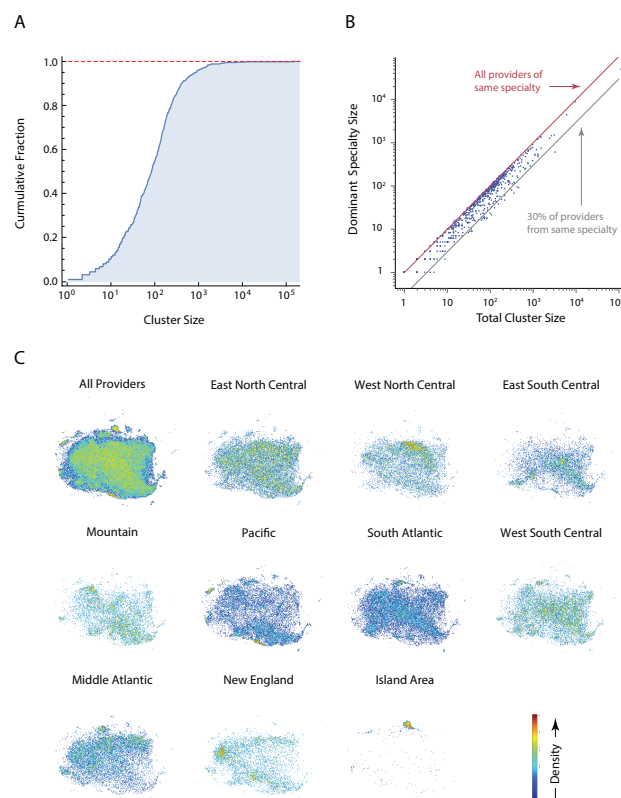 A
B
Curmulative Fraction
1.0
0.8
0.6
0.4
0.2
0.0
10⁰
10¹
10²
10³
10⁴
10⁵
Cluster Size
Dominant Specialty Size
10⁴
10³
10²
10
1
All providers of
same specialty
30% of providers
from same specialty
1
10
10²
10³
10⁴
Total Cluster Size
C
All Providers
East North Central
West North Central
East South Central
Mountain
Pacific
South Atlantic
West South Central
Middle Atlantic
New England
Island Area
Density